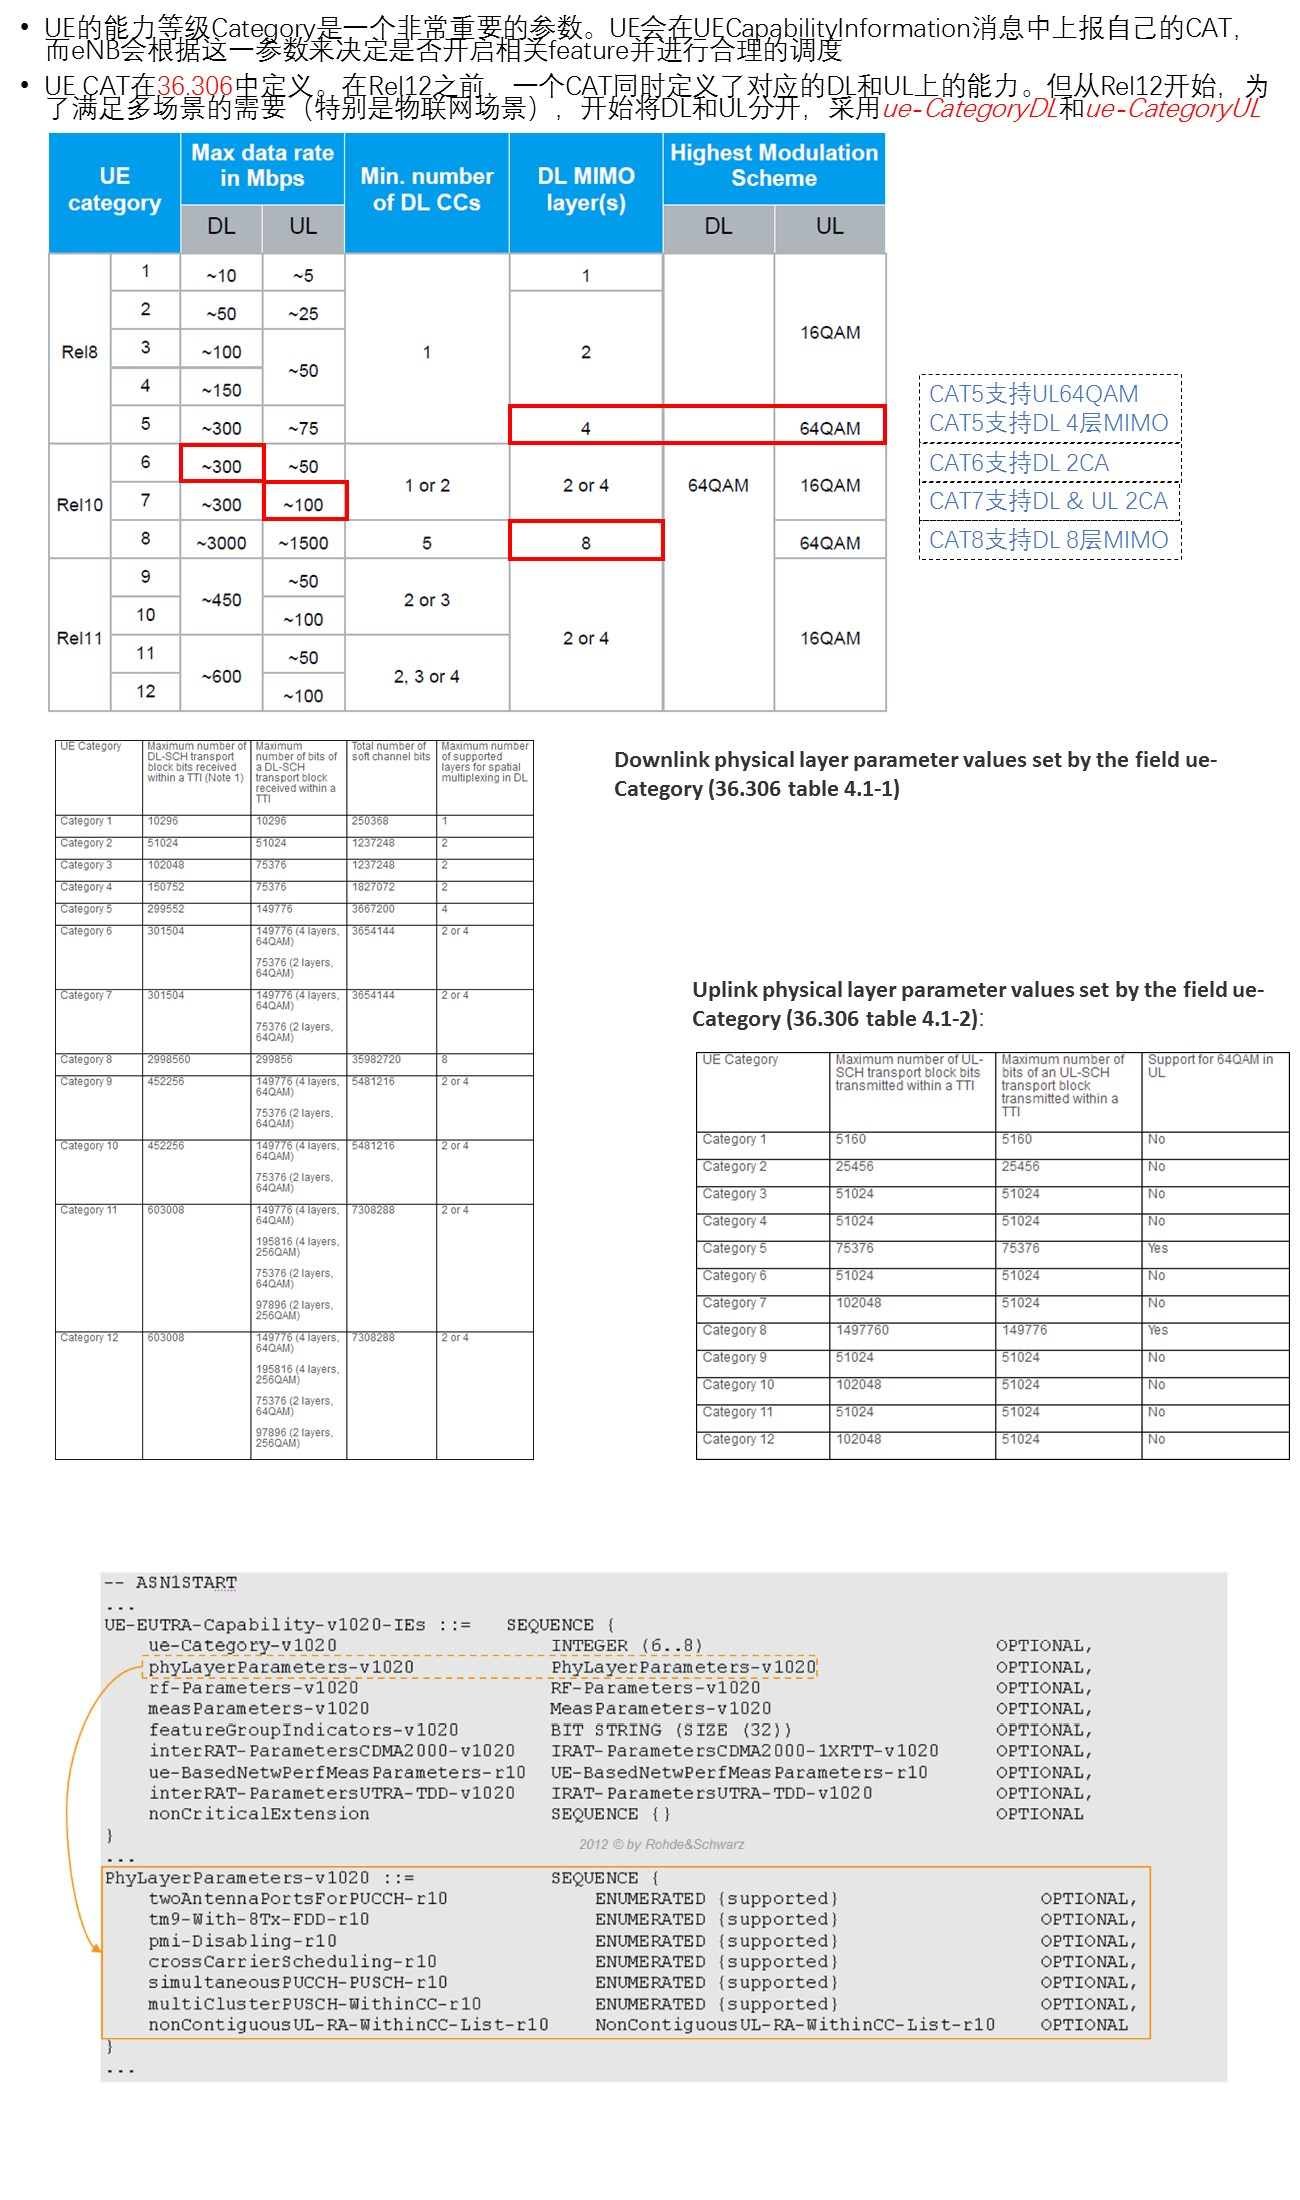 • UE的能力等级Category是一个非常重要的参数。UE会在UECapabilityInformation消息中上报自己的CAT，
而eNB会根据这一参数来决定是否开启相关feature并进行合理的调度
• UE CAT在36.306中定义。在Rel12之前，一个CAT同时定义了对应的DL和UL上的能力。但从Rel12开始，为
了满足多场景的需要（特别是物联网场景），开始将DL和UL分开，采用ue-CategoryDL和ue-CategoryUL
UE category Max data rate in Mbps Min. number of DL CCs DL MIMO layer(s) Highest Modulation Scheme
DL UL DL UL
Rel8 1 ~10 ~5 1 1 64QAM 16QAM
2 ~50 ~25 2
3 ~100 ~50
4 ~150
5 ~300 ~75 4 64QAM
Rel10 6 ~300 ~50 1 or 2 2 or 4 16QAM
7 ~300 ~100
8 ~3000 ~1500 5 8 64QAM
Rel11 9 ~450 ~50 2 or 3 2 or 4 16QAM
10 ~100
11 ~600 ~50 2, 3 or 4
12 ~100
CAT5支持UL64QAM
CAT5支持DL 4层MIMO
CAT6支持DL 2CA
CAT7支持DL & UL 2CA
CAT8支持DL 8层MIMO
Downlink physical layer parameter values set by the field ue-
Category (36.306 table 4.1-1)
UE Category Maximum number of DL-SCH transport block bits received within a TTI (Note 1) Maximum number of bits of a DL-SCH transport block received within a TTI Total number of soft channel bits Maximum number of supported layers for spatial multiplexing in DL
Category 1 10296 10296 250368 1
Category 2 51024 51024 1237248 2
Category 3 102048 75376 1237248 2
Category 4 150752 75376 1827072 2
Category 5 299552 149776 3667200 4
Category 6 301504 149776 (4 layers, 64QAM) 3654144 2 or 4
75376 (2 layers, 64QAM)
Category 7 301504 149776 (4 layers, 64QAM) 3654144 2 or 4
75376 (2 layers, 64QAM)
Category 8 2998560 299856 35982720 8
Category 9 452256 149776 (4 layers, 64QAM) 5481216 2 or 4
75376 (2 layers, 64QAM)
Category 10 452256 149776 (4 layers, 64QAM) 5481216 2 or 4
75376 (2 layers, 64QAM)
Category 11 603008 149776 (4 layers, 64QAM) 7308288 2 or 4
195816 (4 layers, 256QAM)
75376 (2 layers, 64QAM)
97896 (2 layers, 256QAM)
Category 12 603008 149776 (4 layers, 64QAM) 7308288 2 or 4
195816 (4 layers, 256QAM)
75376 (2 layers, 64QAM)
97896 (2 layers, 256QAM)
Uplink physical layer parameter values set by the field ue-
Category (36.306 table 4.1-2):
UE Category Maximum number of UL-SCH transport block bits transmitted within a TTI Maximum number of bits of an UL-SCH transport block transmitted within a TTI Support for 64QAM in UL
Category 1 5160 5160 No
Category 2 25456 25456 No
Category 3 51024 51024 No
Category 4 51024 51024 No
Category 5 75376 75376 Yes
Category 6 51024 51024 No
Category 7 102048 51024 No
Category 8 1497760 149776 Yes
Category 9 51024 51024 No
Category 10 102048 51024 No
Category 11 51024 51024 No
Category 12 102048 51024 No
-- ASN1START
...
UE-EUTRA-Capability-v1020-IEs ::= SEQUENCE {
ue-Category-v1020 INTEGER (6..8) OPTIONAL,
phyLayerParameters-v1020 PhyLayerParameters-v1020 OPTIONAL,
rf-Parameters-v1020 RF-Parameters-v1020 OPTIONAL,
measParameters-v1020 MeasParameters-v1020 OPTIONAL,
featureGroupIndicators-v1020 BIT STRING (SIZE (32)) OPTIONAL,
interRAT-ParametersCDMA2000-v1020 IRAT-ParametersCDMA2000-1XRTT-v1020 OPTIONAL,
ue-BasedNetwPerfMeasParameters-r10 UE-BasedNetwPerfMeasParameters-r10 OPTIONAL,
interRAT-ParametersUTRA-TDD-v1020 IRAT-ParametersUTRA-TDD-v1020 OPTIONAL,
nonCriticalExtension SEQUENCE {} OPTIONAL
}
2012 © by Rohde&Schwarz
...
PhyLayerParameters-v1020 ::= SEQUENCE {
twoAntennaPortsForPUCCH-r10 ENUMERATED {supported} OPTIONAL,
tm9-With-8Tx-FDD-r10 ENUMERATED {supported} OPTIONAL,
pmi-Disabling-r10 ENUMERATED {supported} OPTIONAL,
crossCarrierScheduling-r10 ENUMERATED {supported} OPTIONAL,
simultaneousPUCCH-PUSCH-r10 ENUMERATED {supported} OPTIONAL,
multiClusterPUSCH-WithinCC-r10 ENUMERATED {supported} OPTIONAL,
nonContiguousUL-RA-WithinCC-List-r10 NonContiguousUL-RA-WithinCC-List-r10 OPTIONAL
}
...